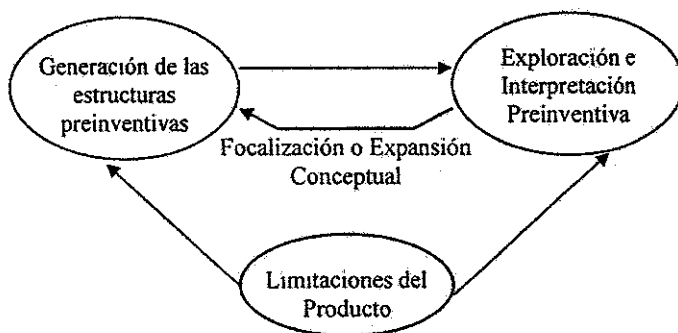 Generación de las
estructuras
preinventivas
Exploración e
Interpretación
Preinventiva
Focalización o Expansión
Conceptual
Limitaciones del
Producto